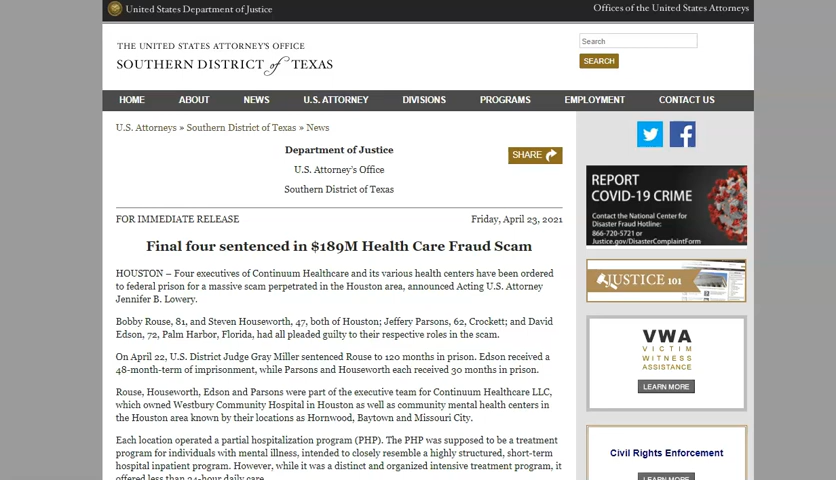 United States Department of Justice
Offices of the United States Attorneys
THE UNITED STATES ATTORNEY'S OFFICE
SOUTHERN DISTRICT of TEXAS
Search
SEARCH
HOME ABOUT NEWS U.S. ATTORNEY DIVISIONS PROGRAMS EMPLOYMENT CONTACT US
U.S. Attorneys » Southern District of Texas » News
Department of Justice
SHARE
U.S. Attorney's Office
Southern District of Texas
FOR IMMEDIATE RELEASE
Friday, April 23, 2021
Final four sentenced in $189M Health Care Fraud Scam
HOUSTON – Four executives of Continuum Healthcare and its various health centers have been ordered
to federal prison for a massive scam perpetrated in the Houston area, announced Acting U.S. Attorney
Jennifer B. Lowery.
Bobby Rouse, 81, and Steven Houseworth, 47, both of Houston; Jeffery Parsons, 62, Crockett; and David
Edson, 72, Palm Harbor, Florida, had all pleaded guilty to their respective roles in the scam.
On April 22, U.S. District Judge Gray Miller sentenced Rouse to 120 months in prison. Edson received a
48-month-term of imprisonment, while Parsons and Houseworth each received 30 months in prison.
Rouse, Houseworth, Edson and Parsons were part of the executive team for Continuum Healthcare LLC,
which owned Westbury Community Hospital in Houston as well as community mental health centers in
the Houston area known by their locations as Hornwood, Baytown and Missouri City.
Each location operated a partial hospitalization program (PHP). The PHP was supposed to be a treatment
program for individuals with mental illness, intended to closely resemble a highly structured, short-term
hospital inpatient program. However, while it was a distinct and organized intensive treatment program, it
offered less than 24-hour daily care.
REPORT
COVID-19 CRIME
Contact the National Center for
Disaster Fraud Hotline:
866-720-5721 or
Justice.gov/DisasterComplaintForm
JUSTICE 101
VWA
VICTIM
WITNESS
ASSISTANCE
LEARN MORE
Civil Rights Enforcement
LEARN MORE